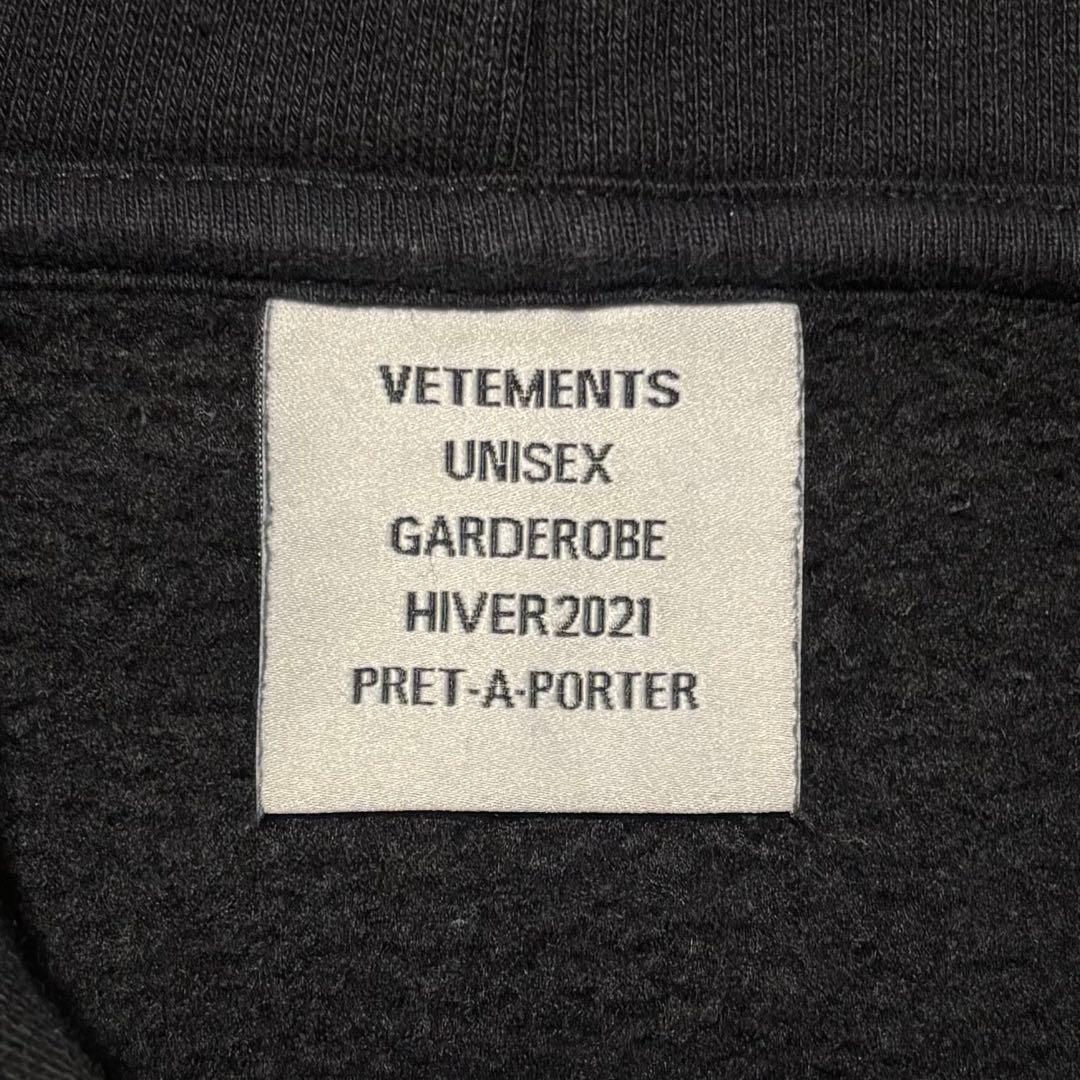 VETEMENTS
UNISEX
GARDEROBE
HIVER2021
PRET-A-PORTER